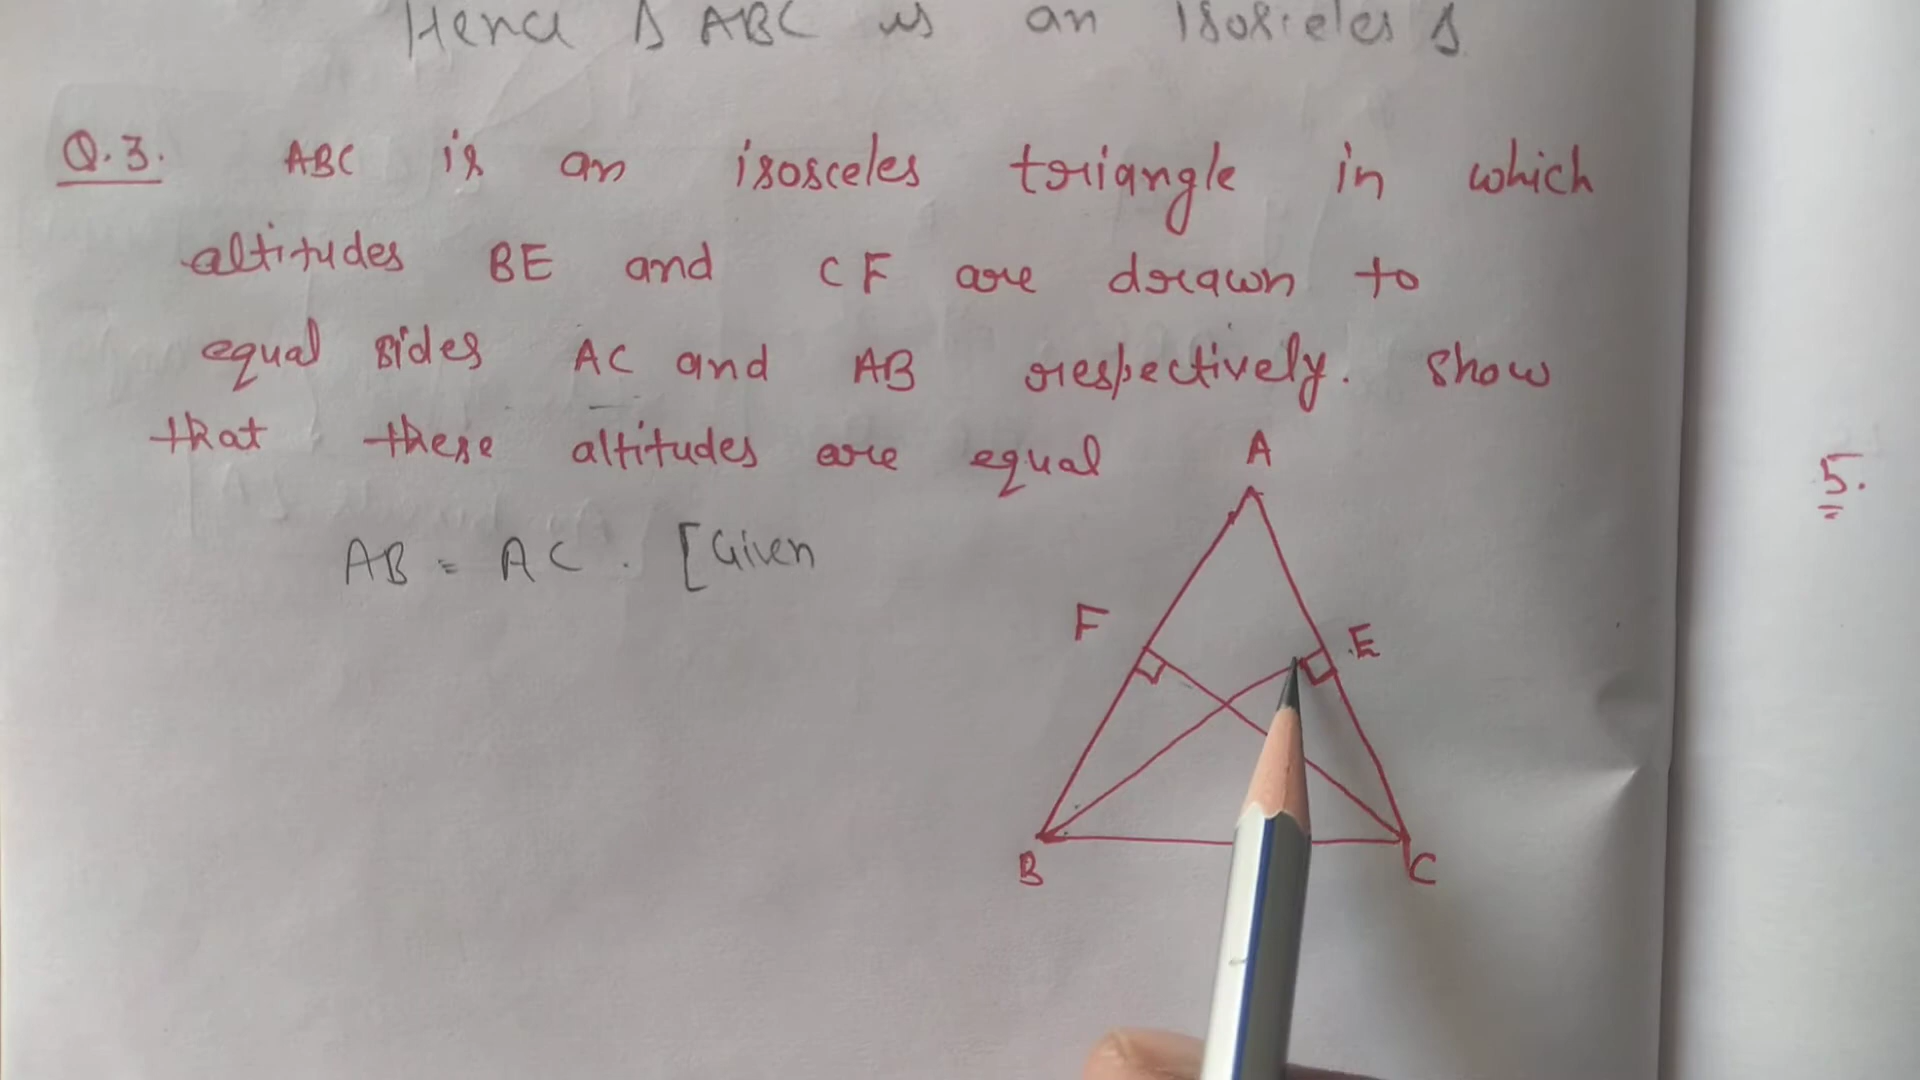 Hence Δ ABC is an Isosceles Δ
Q.3. ABC is an isosceles triangle in which
altitudes BE and CF are drawn to
equal sides AC and AB respectively. Show
that these altitudes are equal
A
5.
AB = AC. [Given
F
E
B
C